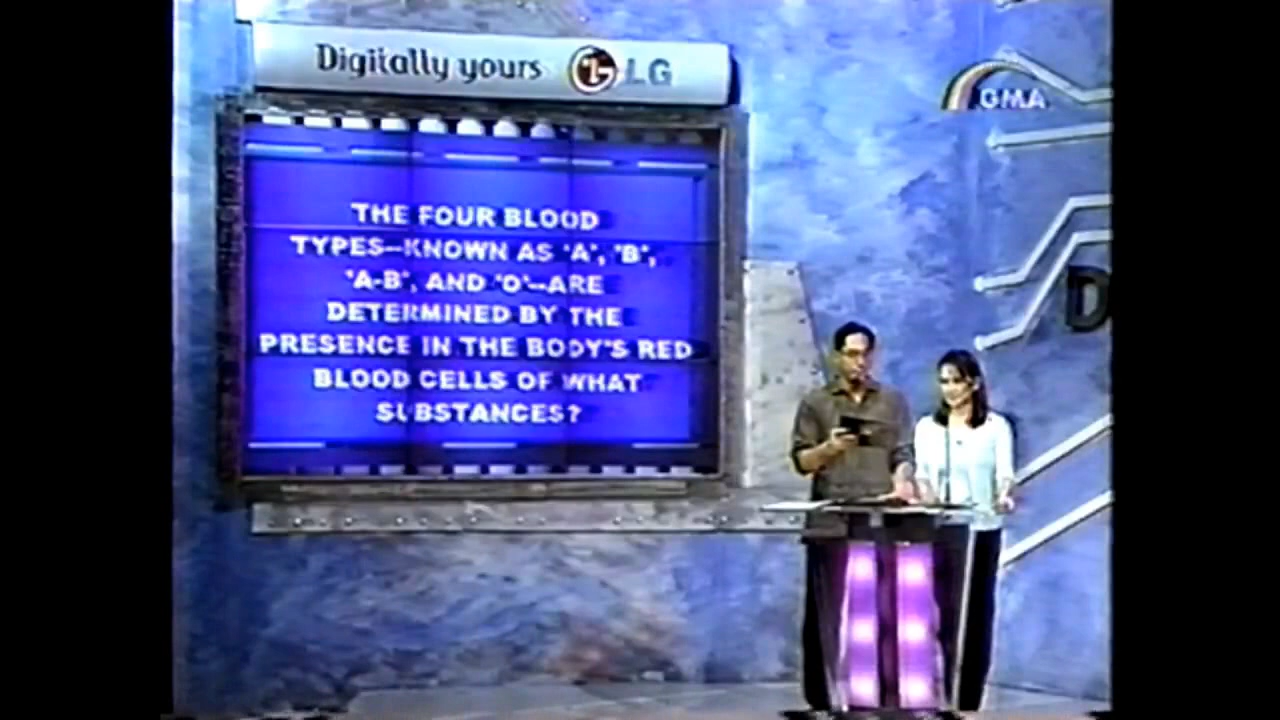 Digitally yours LG
GMA
THE FOUR BLOOD
TYPES--KNOWN AS 'A', 'B',
'A-B', AND 'O'--ARE
DETERMINED BY THE
PRESENCE IN THE BODY'S RED
BLOOD CELLS OF WHAT
SUBSTANCES?
D